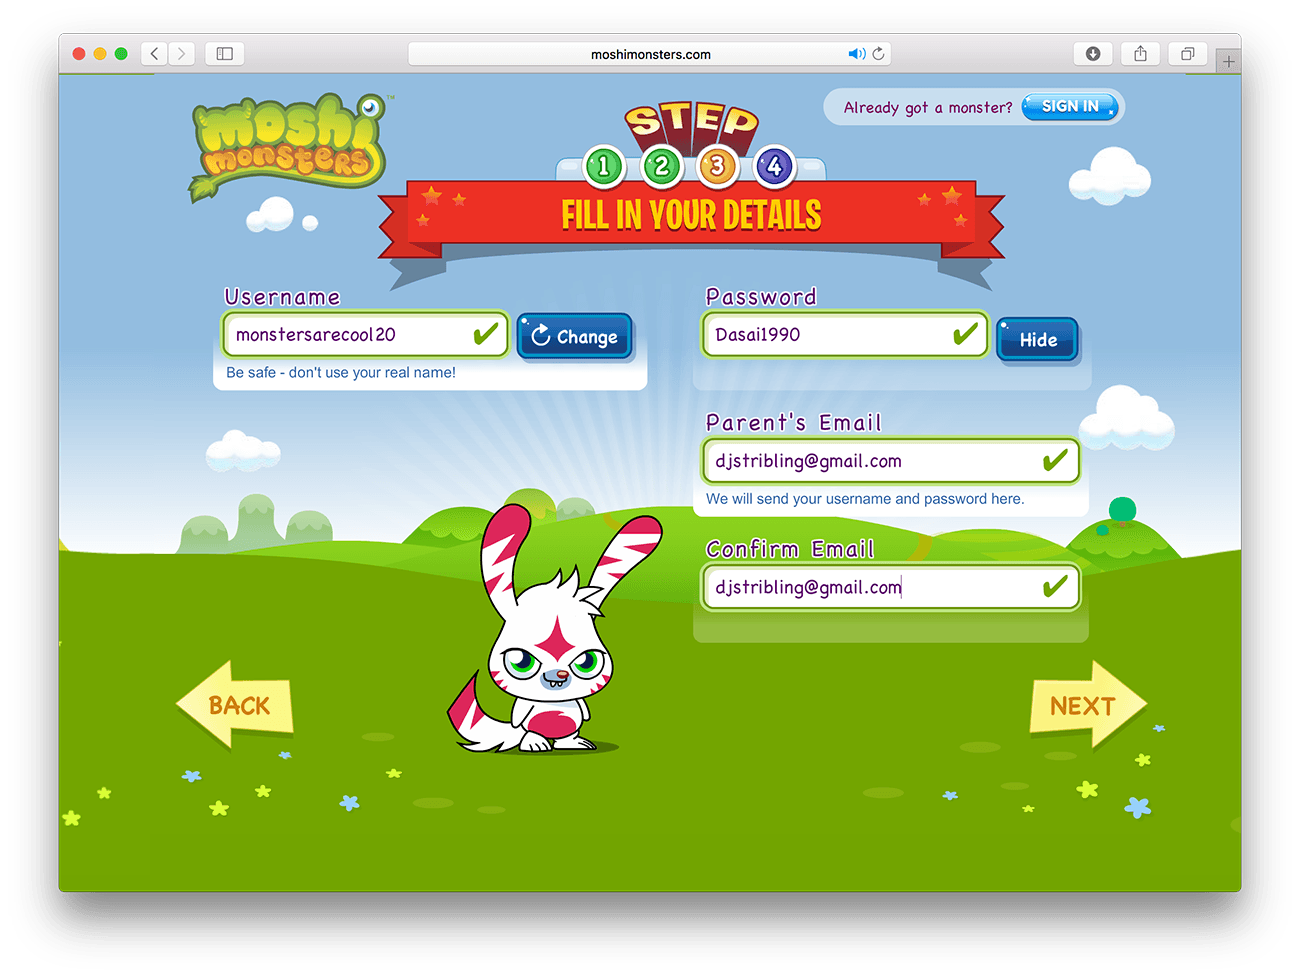 moshimonsters.com
moshi
monsters
™
Already got a monster? SIGN IN
STEP
1 2 3 4
FILL IN YOUR DETAILS
Username
monstersarecool20
Change
Be safe - don't use your real name!
Password
Dasai1990
Hide
Parent's Email
djstribling@gmail.com
We will send your username and password here.
Confirm Email
djstribling@gmail.com
BACK
NEXT